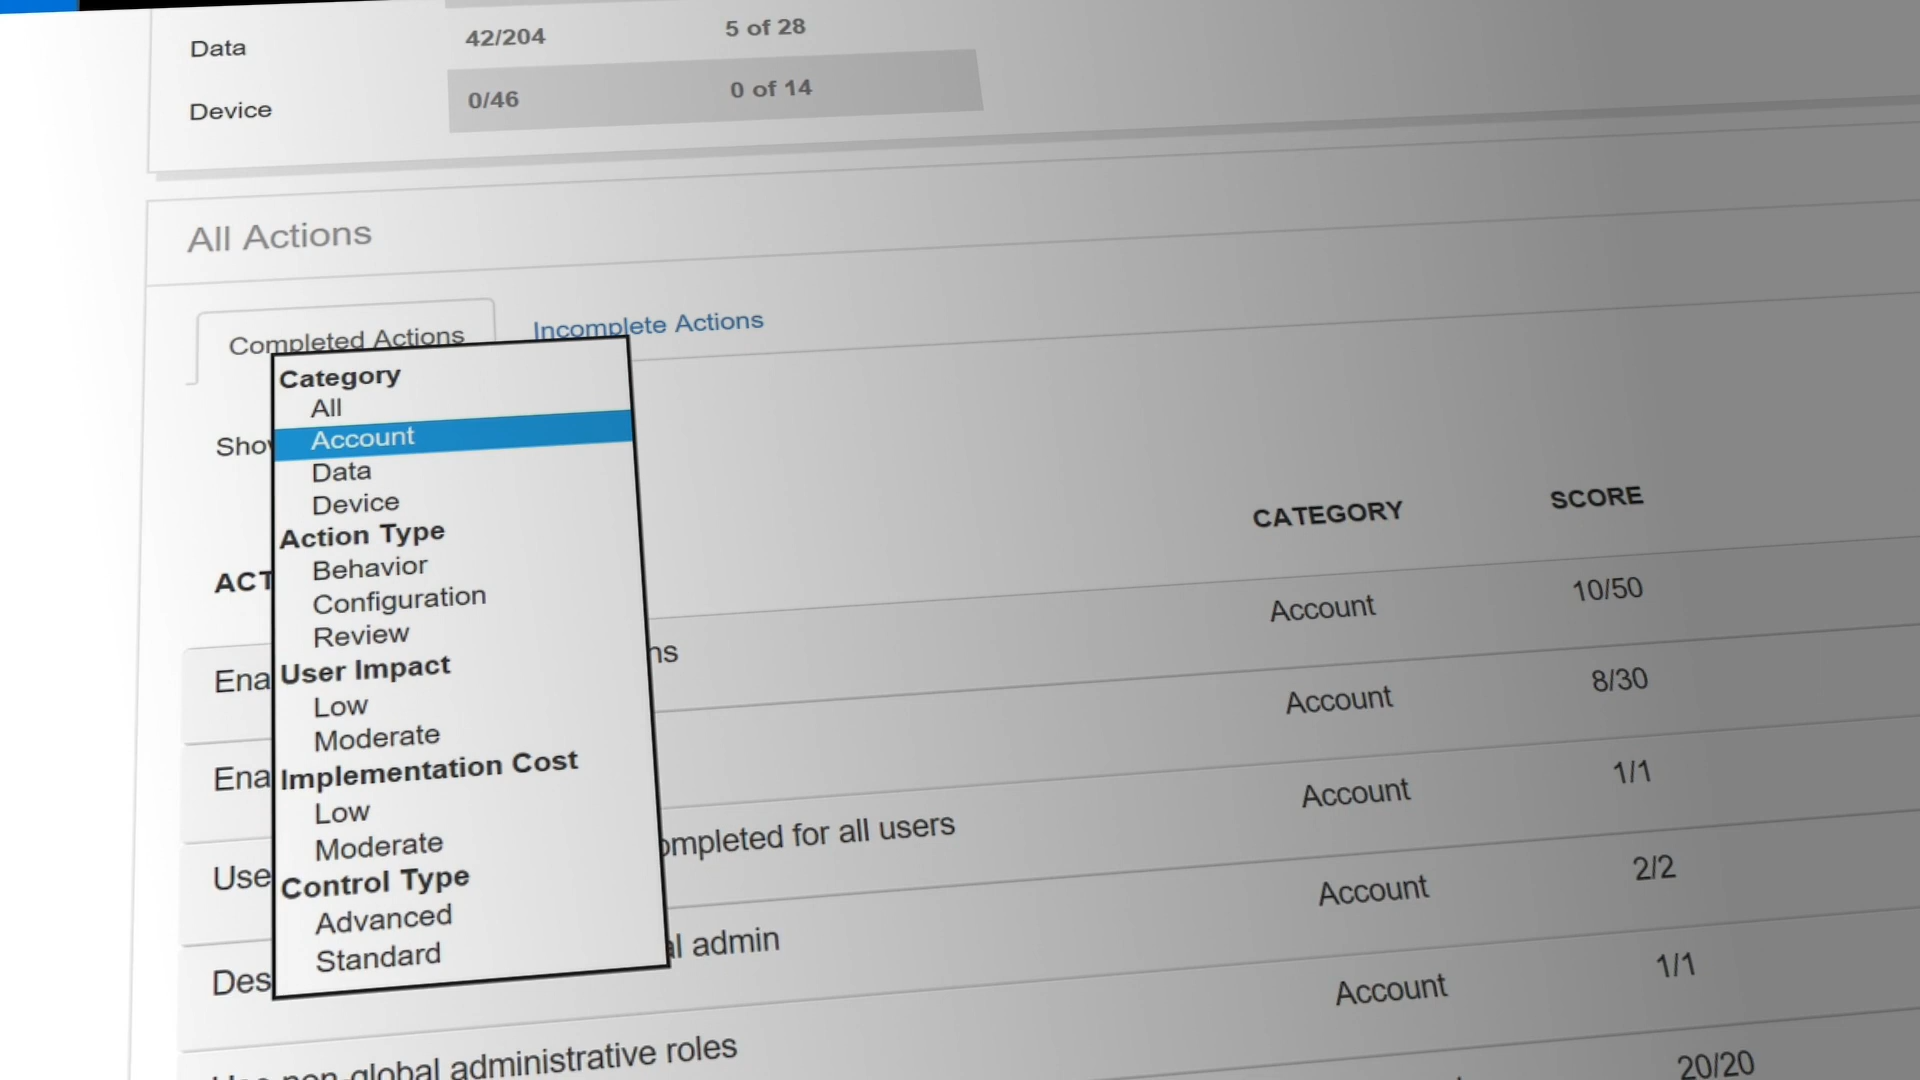 Data 42/204 5 of 28
Device 0/46 0 of 14
All Actions
Completed Actions Incomplete Actions
Category
All
Account
Data
Device
Action Type
Behavior
Configuration
Review
User Impact
Low
Moderate
Implementation Cost
Low
Moderate
Control Type
Advanced
Standard
CATEGORY SCORE
Account 10/50
Account 8/30
for all users Account 1/1
admin Account 2/2
non-global administrative roles Account 1/1
20/20